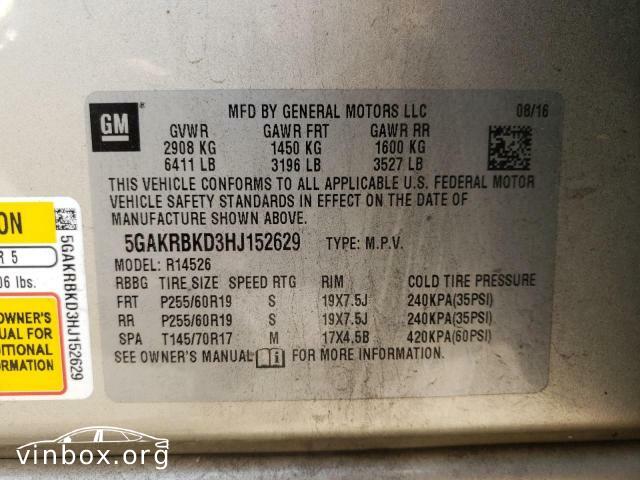 GM
MFD BY GENERAL MOTORS LLC 08/16
GVWR GAWR FRT GAWR RR
2908 KG 1450 KG 1600 KG
6411 LB 3196 LB 3527 LB
THIS VEHICLE CONFORMS TO ALL APPLICABLE U.S. FEDERAL MOTOR
VEHICLE SAFETY STANDARDS IN EFFECT ON THE DATE OF
MANUFACTURE SHOWN ABOVE.
5GAKRBKD3HJ152629 TYPE: M.P.V.
MODEL: R14526
RBBG TIRE SIZE SPEED RTG RIM COLD TIRE PRESSURE
FRT P255/60R19 S 19X7.5J 240KPA(35PSI)
RR P255/60R19 S 19X7.5J 240KPA(35PSI)
SPA T145/70R17 M 17X4.5B 420KPA(60PSI)
SEE OWNER'S MANUAL FOR MORE INFORMATION.
ON
R 5
06 lbs.
OWNER'S
UAL FOR
DITIONAL
RMATION
5GAKRBKD3HJ152629
vinbox.org